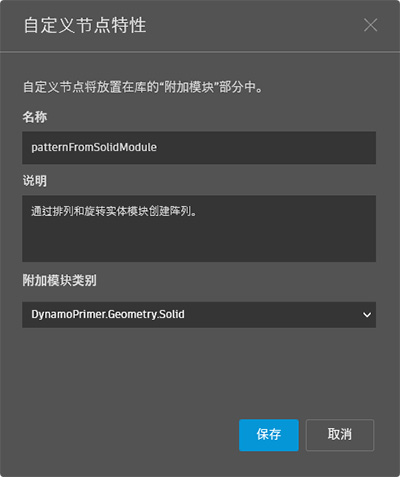 自定义节点特性
自定义节点将放置在库的“附加模块”部分中。
名称
patternFromSolidModule
说明
通过排列和旋转实体模块创建阵列。
附加模块类别
DynamoPrimer.Geometry.Solid
保存
取消